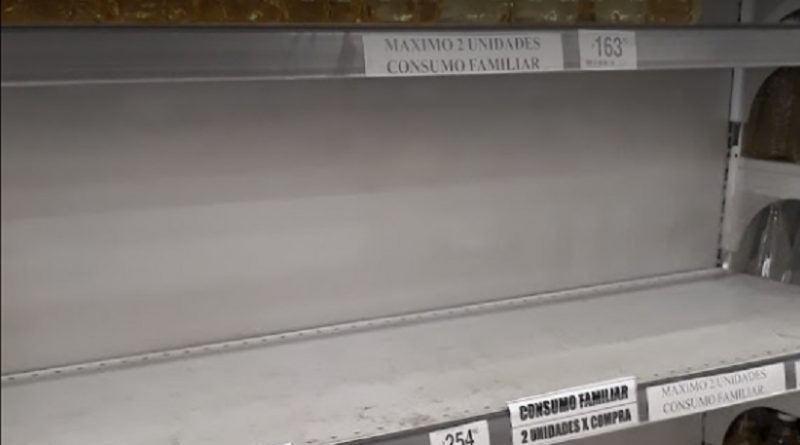 MAXIMO 2 UNIDADES
CONSUMO FAMILIAR
163
CONSUMO FAMILIAR
2 UNIDADES X COMPRA
MAXIMO 2 UNIDADES
CONSUMO FAMILIAR
254